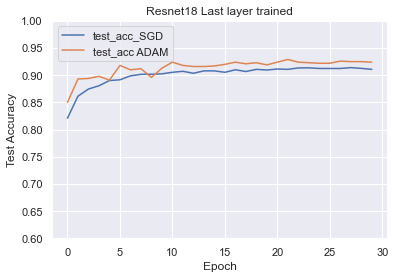 Resnet18 Last layer trained
1.00
0.95
0.90
0.85
0.80
0.75
0.70
0.65
0.60
Test Accuracy
test_acc_SGD
test_acc ADAM
0 5 10 15 20 25 30
Epoch